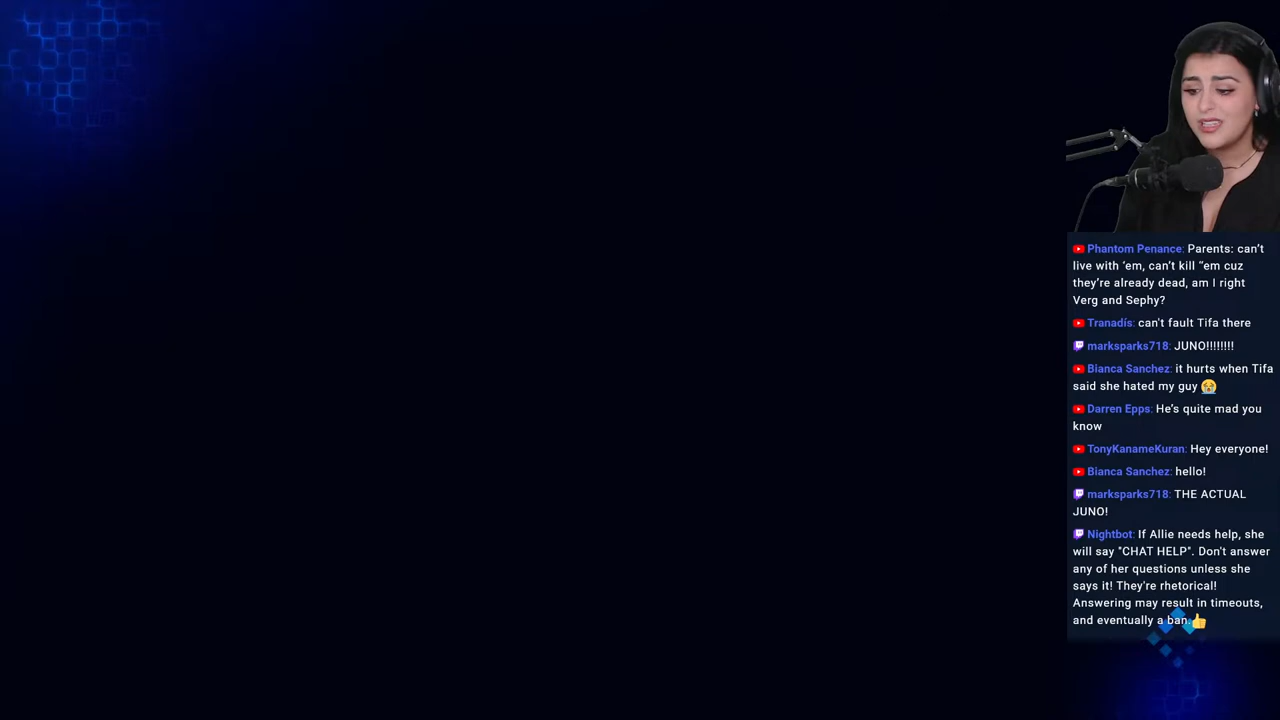 Phantom Penance: Parents: can’t
live with ‘em, can’t kill “em cuz
they’re already dead, am I right
Verg and Sephy?
Tranadís: can't fault Tifa there
marksparks718: JUNO!!!!!!!!
Bianca Sanchez: it hurts when Tifa
said she hated my guy 😭
Darren Epps: He’s quite mad you
know
TonyKanameKuran: Hey everyone!
Bianca Sanchez: hello!
marksparks718: THE ACTUAL
JUNO!
Nightbot: If Allie needs help, she
will say "CHAT HELP". Don't answer
any of her questions unless she
says it! They're rhetorical!
Answering may result in timeouts,
and eventually a ban.👍